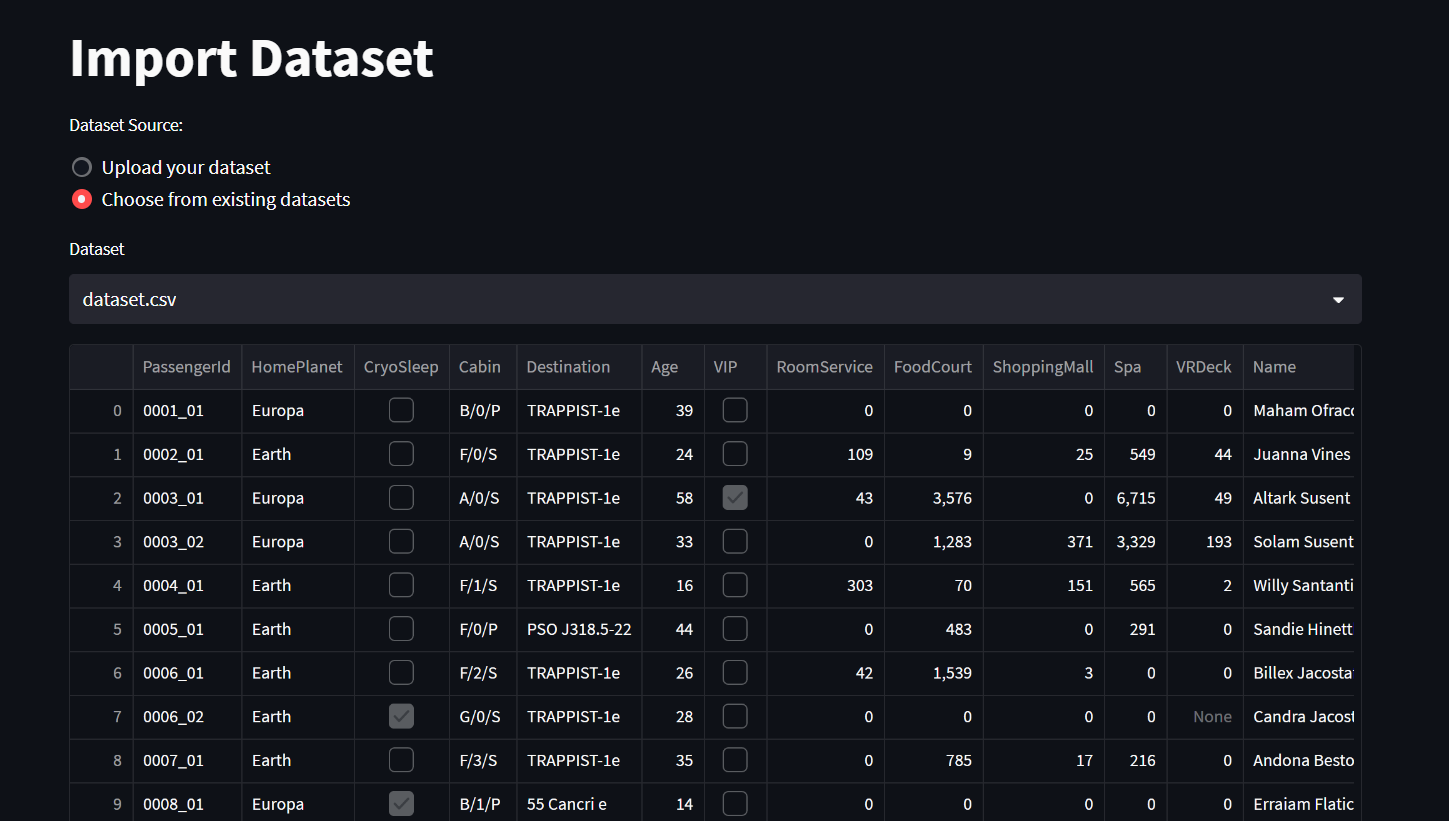 Import Dataset
Dataset Source:
Upload your dataset
Choose from existing datasets
Dataset
dataset.csv
PassengerId HomePlanet CryoSleep Cabin Destination Age VIP RoomService FoodCourt ShoppingMall Spa VRDeck Name
0 0001_01 Europa B/0/P TRAPPIST-1e 39 0 0 0 0 0 Maham Ofracc
1 0002_01 Earth F/0/S TRAPPIST-1e 24 109 9 25 549 44 Juanna Vines
2 0003_01 Europa A/0/S TRAPPIST-1e 58 43 3,576 0 6,715 49 Altark Susent
3 0003_02 Europa A/0/S TRAPPIST-1e 33 0 1,283 371 3,329 193 Solam Susent
4 0004_01 Earth F/1/S TRAPPIST-1e 16 303 70 151 565 2 Willy Santanti
5 0005_01 Earth F/0/P PSO J318.5-22 44 0 483 0 291 0 Sandie Hinett
6 0006_01 Earth F/2/S TRAPPIST-1e 26 42 1,539 3 0 0 Billex Jacosta
7 0006_02 Earth G/0/S TRAPPIST-1e 28 0 0 0 0 None Candra Jacost
8 0007_01 Earth F/3/S TRAPPIST-1e 35 0 785 17 216 0 Andona Besto
9 0008_01 Europa B/1/P 55 Cancri e 14 0 0 0 0 0 Erraiam Flatic